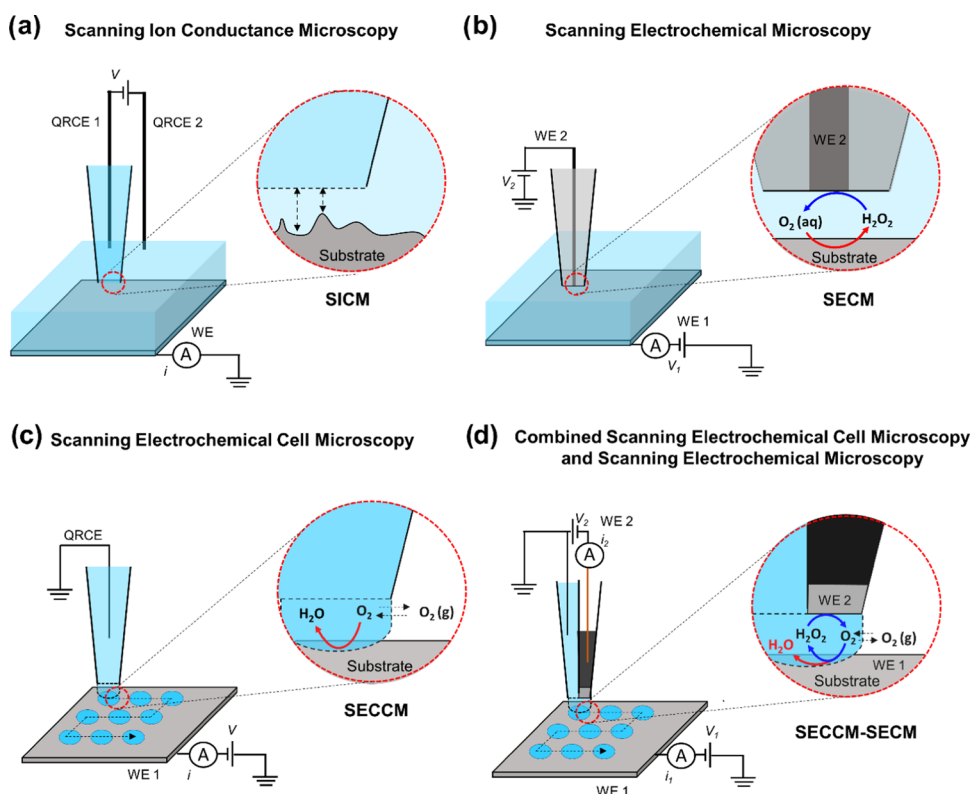 (a) Scanning Ion Conductance Microscopy
V
QRCE 1
QRCE 2
Substrate
SICM
WE
A
i
(b) Scanning Electrochemical Microscopy
WE 2
V2
WE 2
O2 (aq)
H2O2
Substrate
SECM
WE 1
A
V1
(c) Scanning Electrochemical Cell Microscopy
QRCE
H2O
O2
O2 (g)
Substrate
SECCM
V
A
i
WE 1
(d) Combined Scanning Electrochemical Cell Microscopy
and Scanning Electrochemical Microscopy
V2
WE 2
i2
A
WE 2
H2O2
O2
O2 (g)
H2O
WE 1
Substrate
SECCM-SECM
V1
A
i1
WE 1